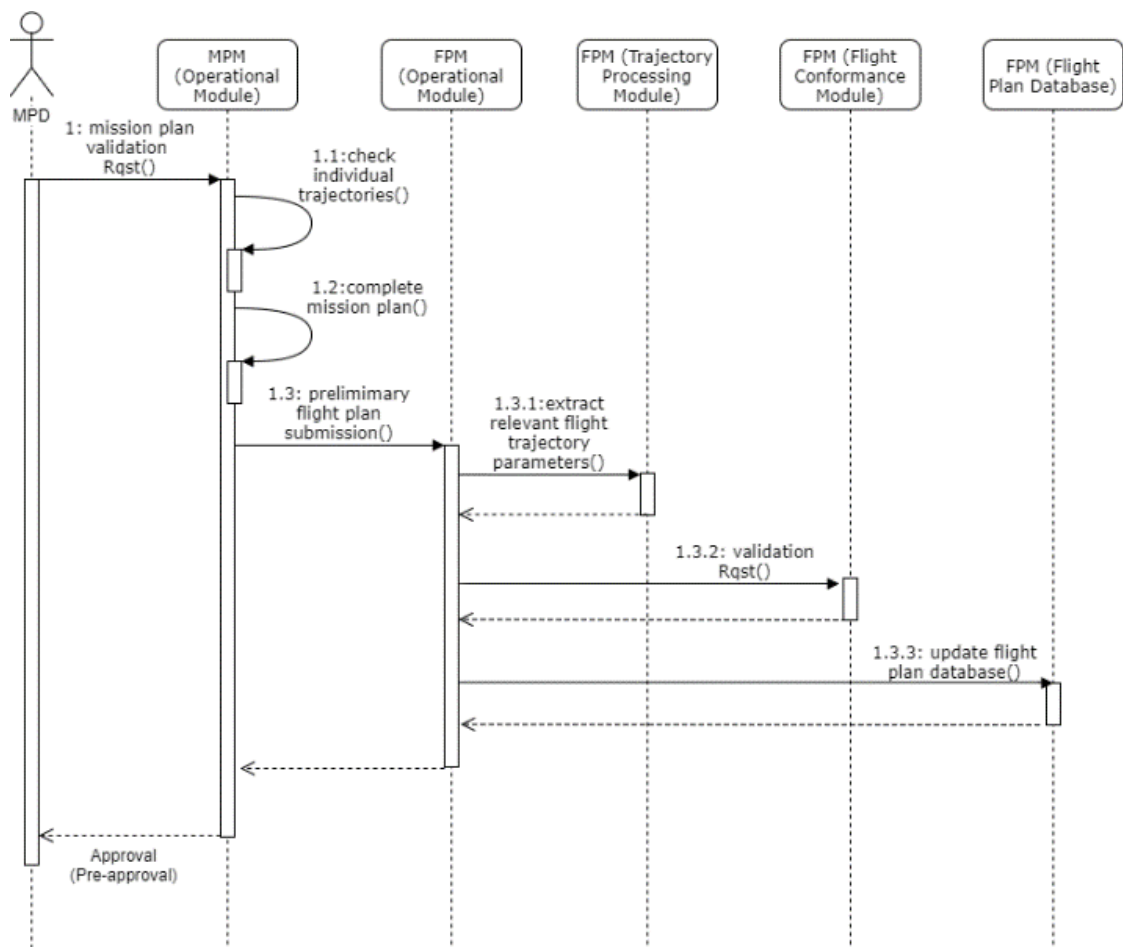 MPD
MPM
(Operational
Module)
FPM
(Operational
Module)
FPM (Trajectory
Processing
Module)
FPM (Flight
Conformance
Module)
FPM (Flight
Plan Database)
1: mission plan
validation
Rqst()
1.1:check
individual
trajectories()
1.2:complete
mission plan()
1.3: prelimimary
flight plan
submission()
1.3.1:extract
relevant flight
trajectory
parameters()
1.3.2: validation
Rqst()
1.3.3: update flight
plan database()
Approval
(Pre-approval)